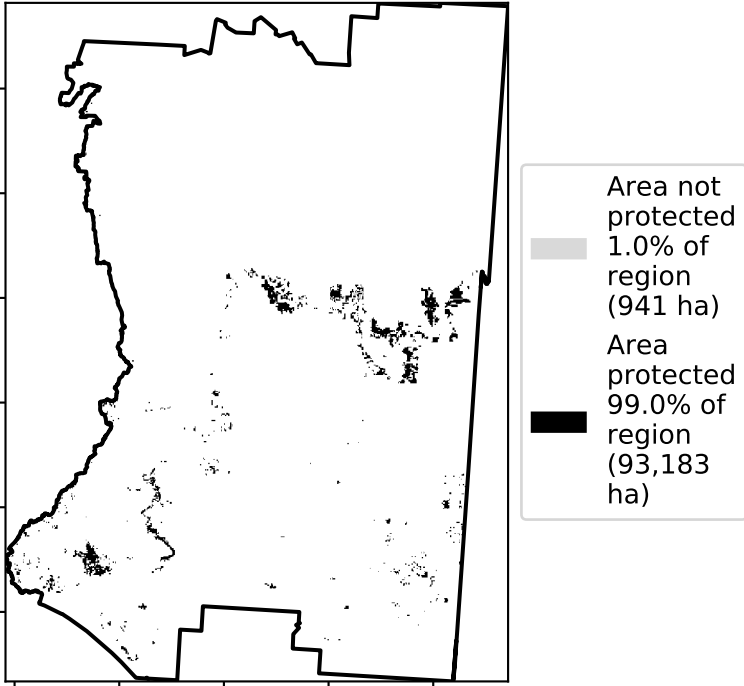 Area not
protected
1.0% of
region
(941 ha)
Area
protected
99.0% of
region
(93,183
ha)